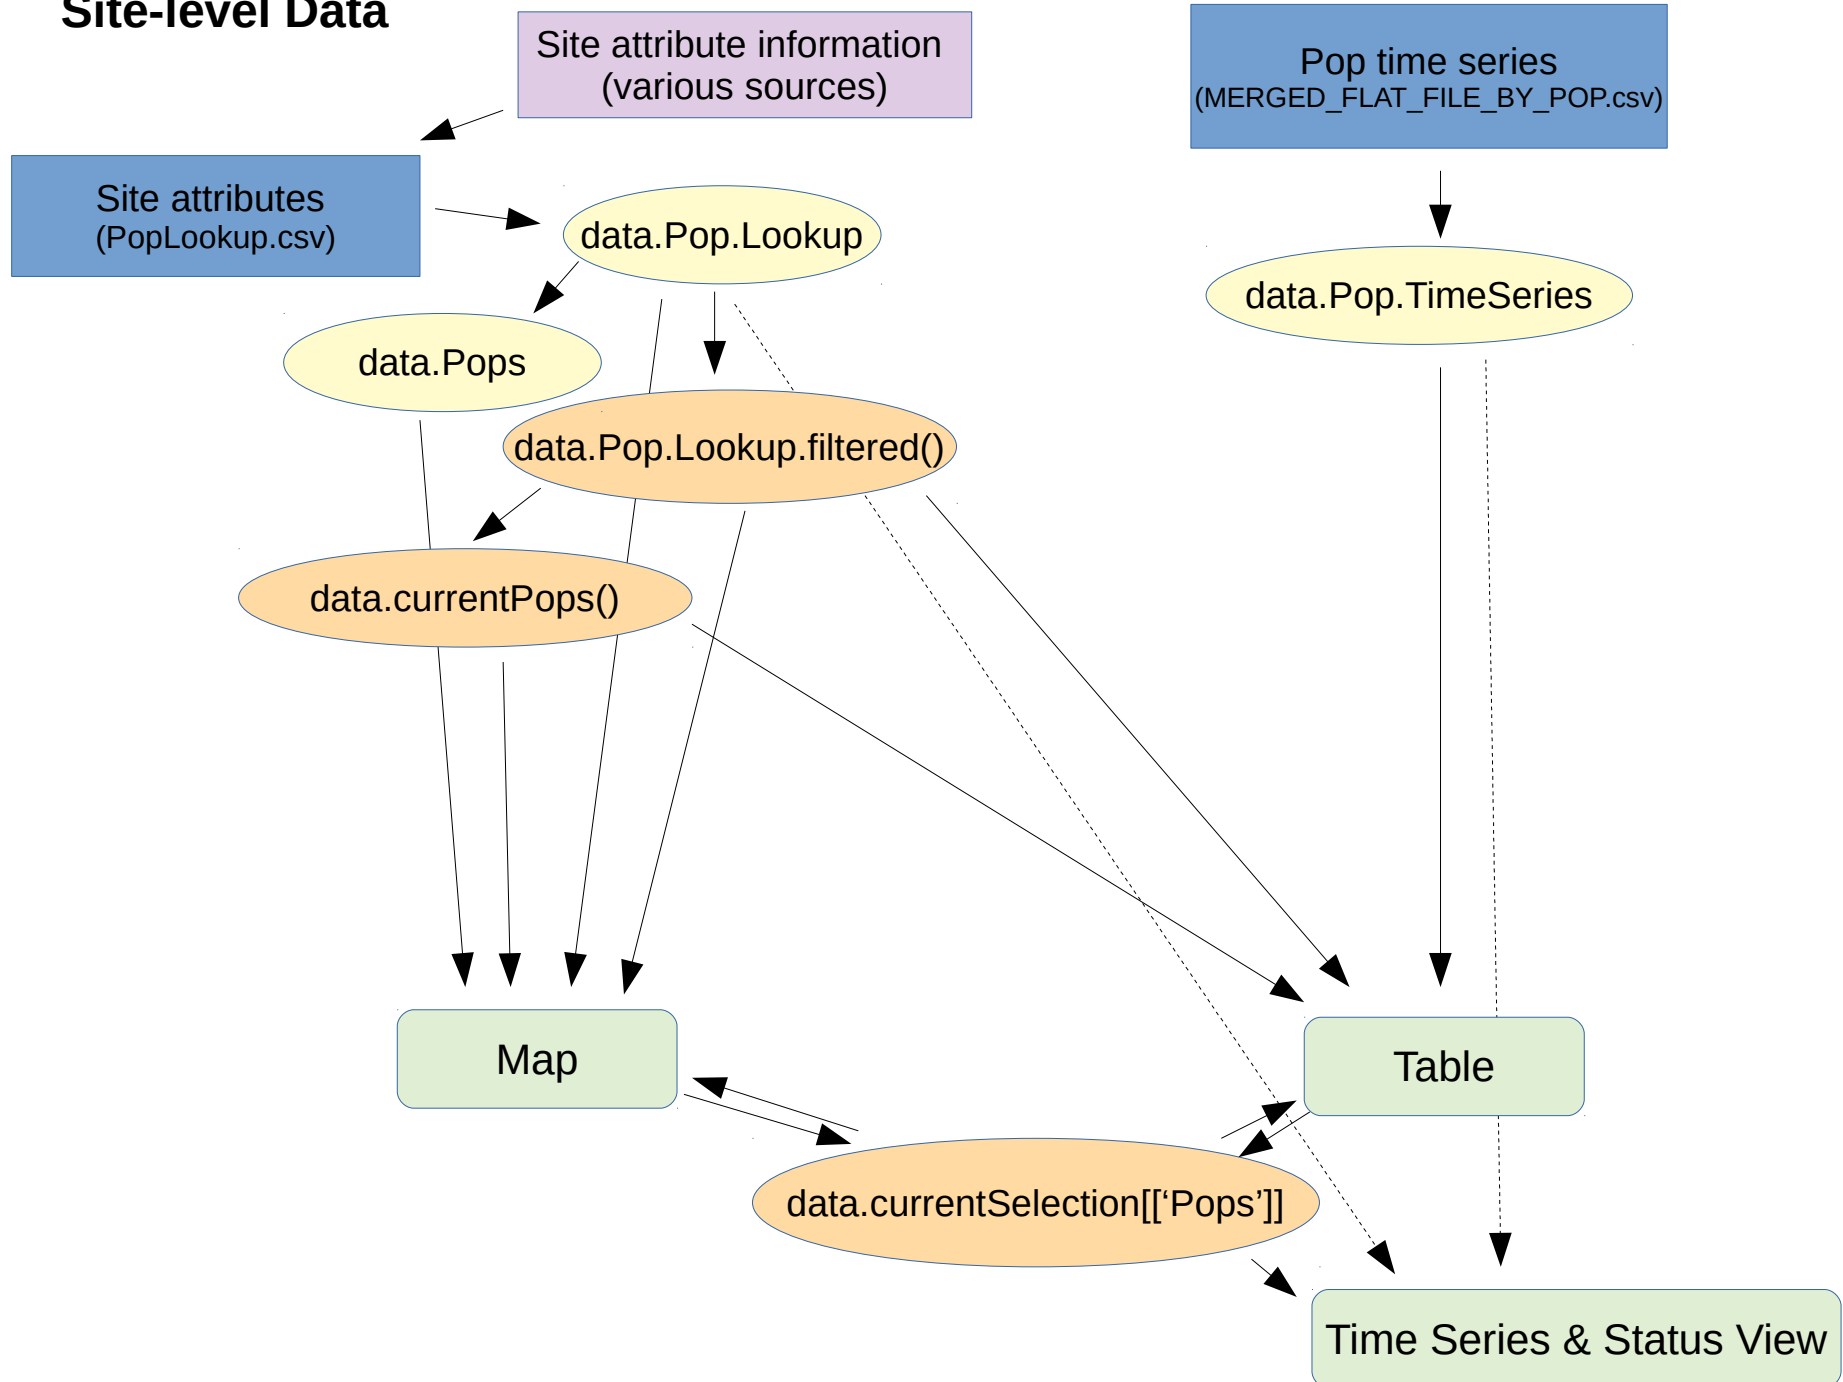 Site-level Data
Site attribute information
(various sources)
Pop time series
(MERGED_FLAT_FILE_BY_POP.csv)
Site attributes
(PopLookup.csv)
data.Pop.Lookup
data.Pop.TimeSeries
data.Pops
data.Pop.Lookup.filtered()
data.currentPops()
Map
Table
data.currentSelection[[‘Pops’]]
Time Series & Status View